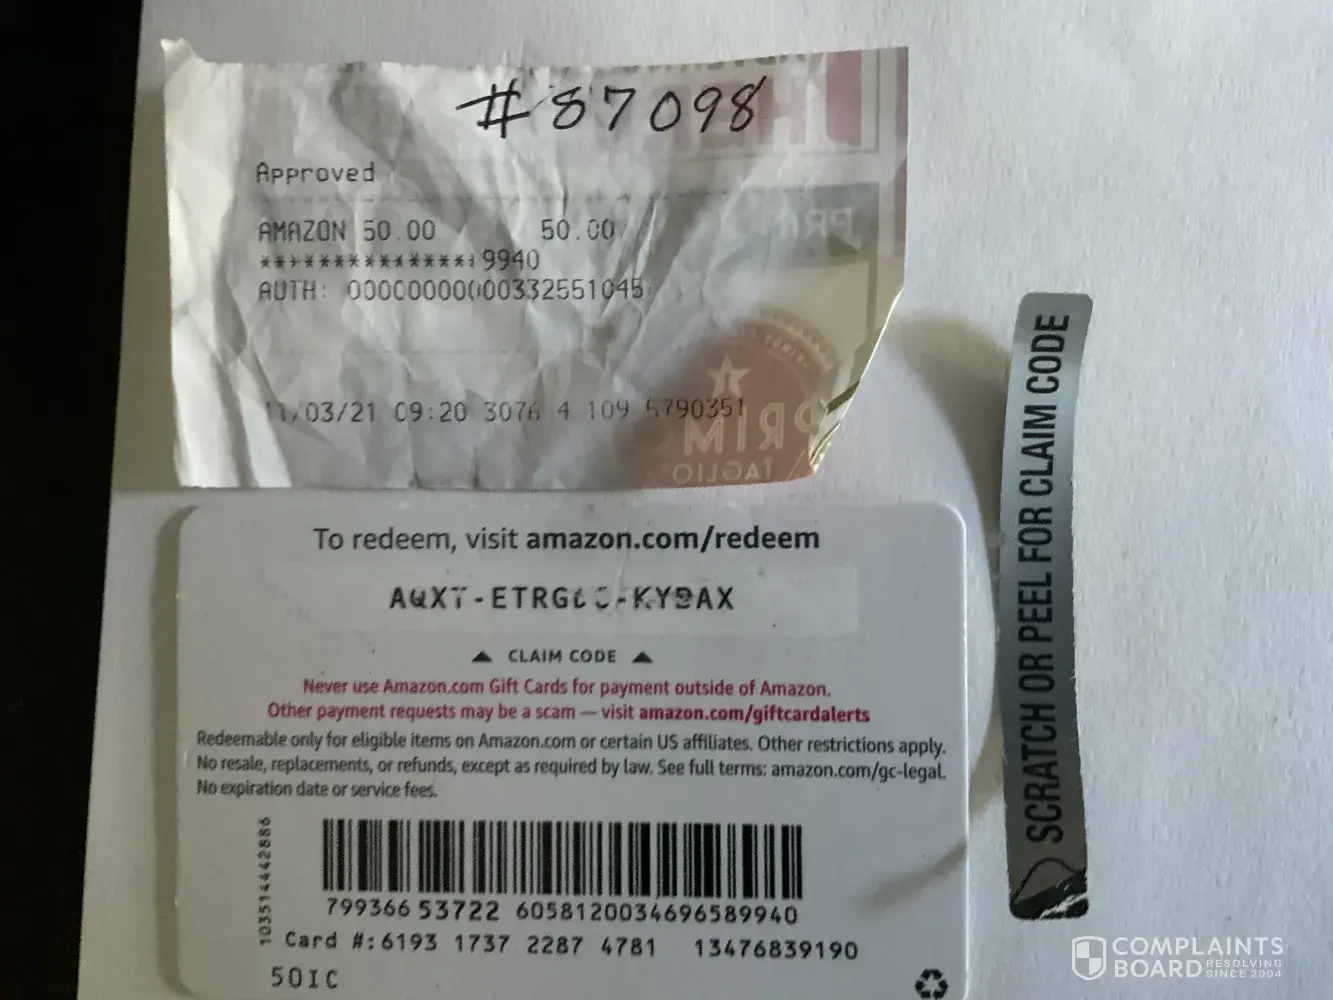 #87098
Approved
AMAZON 50.00 50.00
AUTH: 
11/03/21 09:20 3076 4 109 5790351
PRIMO
TAGLIO
To redeem, visit amazon.com/redeem
CLAIM CODE
Never use Amazon.com Gift Cards for payment outside of Amazon.
Other payment requests may be a scam — visit amazon.com/giftcardalerts
Redeemable only for eligible items on Amazon.com or certain US affiliates. Other restrictions apply.
No resale, replacements, or refunds, except as required by law. See full terms: amazon.com/gc-legal.
No expiration date or service fees.
103514442886
799366 53722 6058120034696589940
Card #:6193 1737 2287 4781 13476839190
50IC
SCRATCH OR PEEL FOR CLAIM CODE
COMPLAINTS
BOARD RESOLVING SINCE 2004